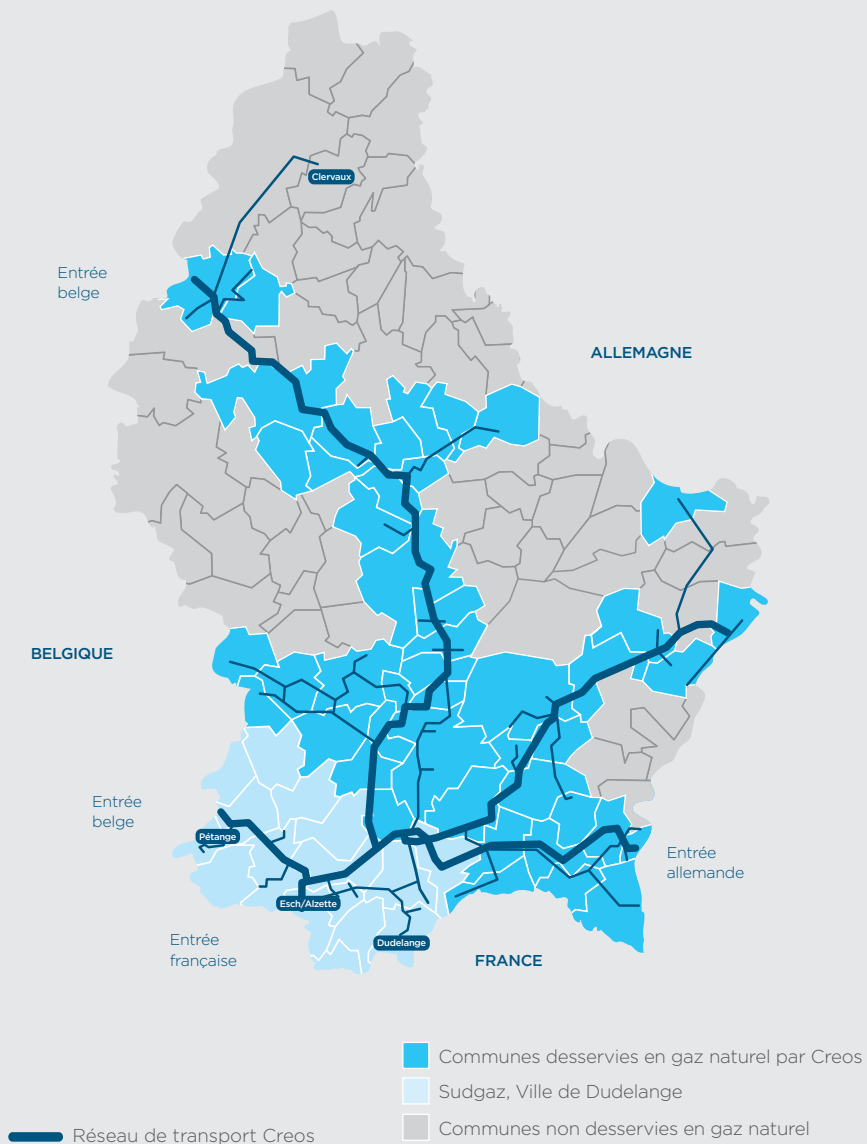 Clervaux
Entrée
belge
ALLEMAGNE
BELGIQUE
Entrée
belge
Pétange
Entrée
allemande
Esch/Alzette
Entrée
française
Dudelange
FRANCE
Communes desservies en gaz naturel par Creos
Sudgaz, Ville de Dudelange
Réseau de transport Creos
Communes non desservies en gaz naturel